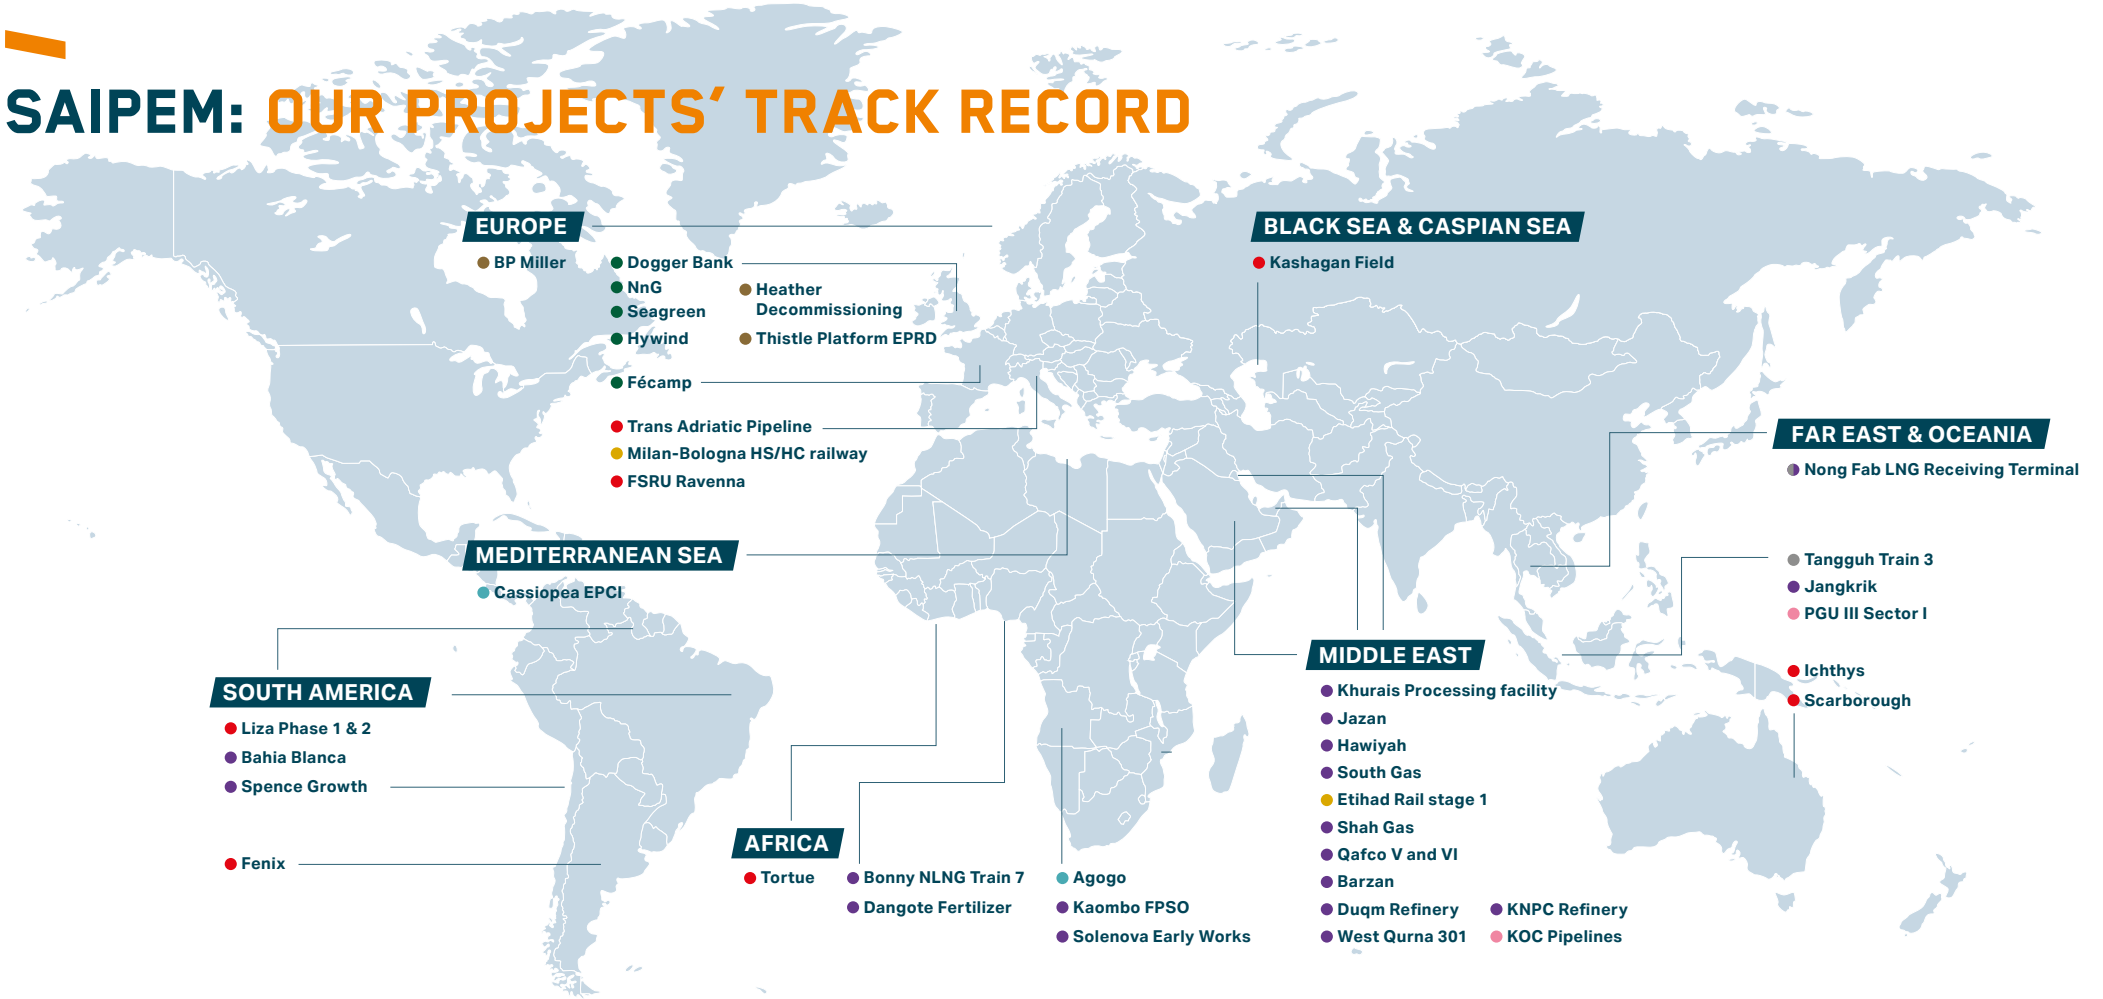 SAIPEM: OUR PROJECTS’ TRACK RECORD
EUROPE
BP Miller
Dogger Bank
NnG
Seagreen
Hywind
Heather
Decommissioning
Thistle Platform EPRD
Fécamp
Trans Adriatic Pipeline
Milan-Bologna HS/HC railway
FSRU Ravenna
BLACK SEA & CASPIAN SEA
Kashagan Field
FAR EAST & OCEANIA
Nong Fab LNG Receiving Terminal
Tangguh Train 3
Jangkrik
PGU III Sector I
Ichthys
Scarborough
MEDITERRANEAN SEA
Cassiopea EPCI
SOUTH AMERICA
Liza Phase 1 & 2
Bahia Blanca
Spence Growth
Fenix
AFRICA
Tortue
Bonny NLNG Train 7
Dangote Fertilizer
Agogo
Kaombo FPSO
Solenova Early Works
MIDDLE EAST
Khurais Processing facility
Jazan
Hawiyah
South Gas
Etihad Rail stage 1
Shah Gas
Qafco V and VI
Barzan
Duqm Refinery
West Qurna 301
KNPC Refinery
KOC Pipelines